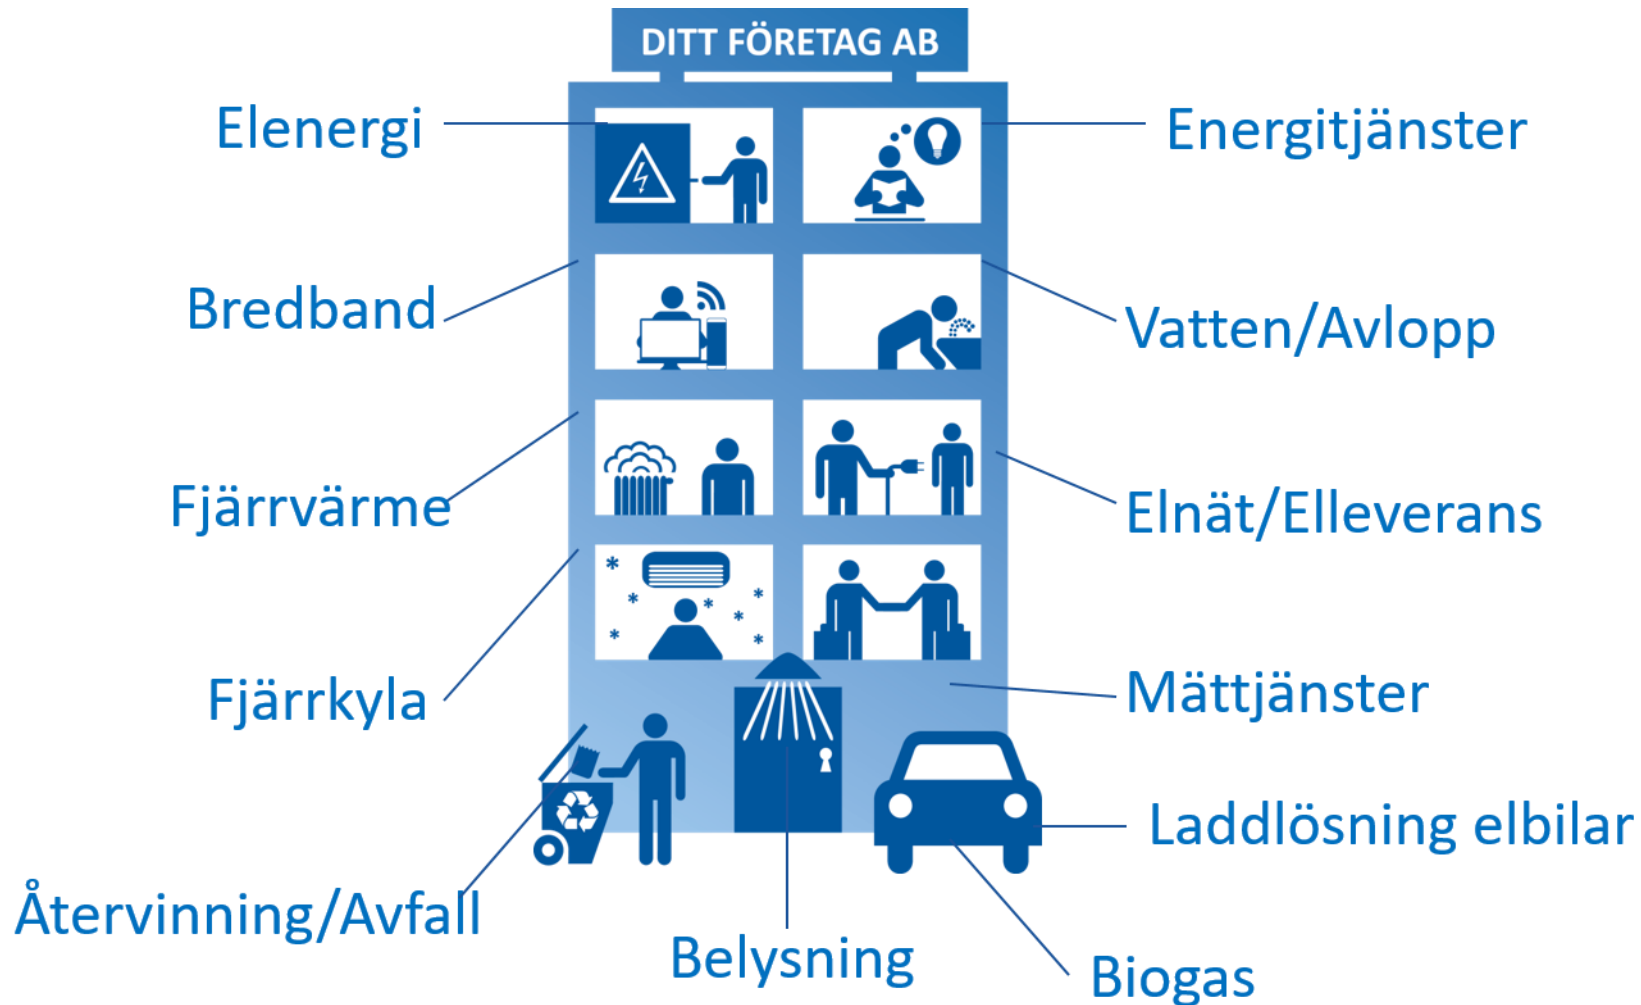 DITT FÖRETAG AB
Elenergi
Energitjänster
Bredband
Vatten/Avlopp
Fjärrvärme
Elnät/Elleverans
Fjärrkyla
Mättjänster
Laddlösning elbilar
Återvinning/Avfall
Belysning
Biogas